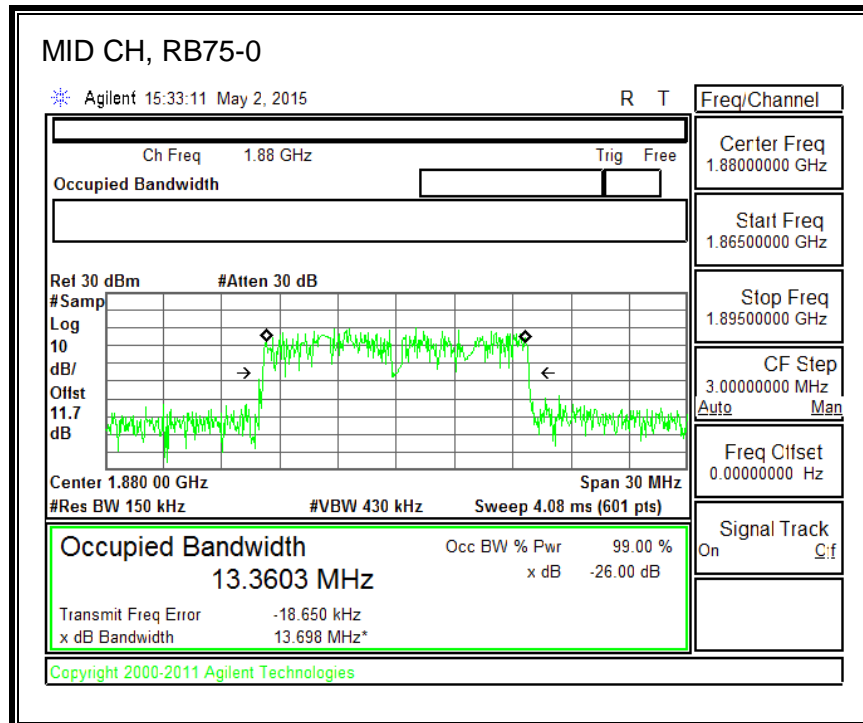 MID CH, RB75-0
Agilent 15:33:11 May 2, 2015 R T
Ch Freq 1.88 GHz Trig Free
Occupied Bandwidth
Ref 30 dBm #Atten 30 dB
#Samp
Log
10
dB/
Offst
11.7
dB
Center 1.880 00 GHz Span 30 MHz
#Res BW 150 kHz #VBW 430 kHz Sweep 4.08 ms (601 pts)
Occupied Bandwidth Occ BW % Pwr 99.00 %
13.3603 MHz x dB -26.00 dB
Transmit Freq Error -18.650 kHz
x dB Bandwidth 13.698 MHz*
Copyright 2000-2011 Agilent Technologies
Freq/Channel
Center Freq
1.88000000 GHz
Start Freq
1.86500000 GHz
Stop Freq
1.89500000 GHz
CF Step
3.00000000 MHz
Auto Man
Freq Offset
0.00000000 Hz
Signal Track
On Off